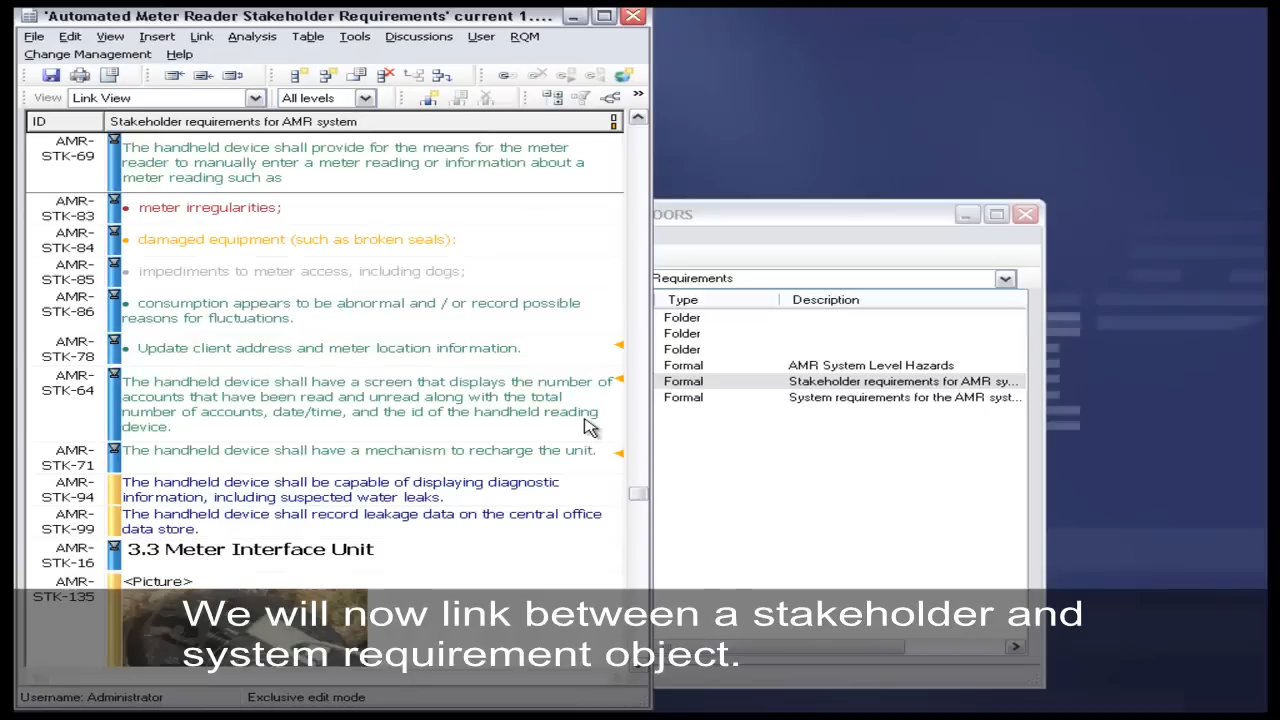 'Automated Meter Reader Stakeholder Requirements' current 1....
File Edit View Insert Link Analysis Table Tools Discussions User RQM
Change Management Help
View Link View All levels »
ID Stakeholder requirements for AMR system
AMR-
STK-69
The handheld device shall provide for the means for the meter
reader to manually enter a meter reading or information about a
meter reading such as
AMR-
STK-83
• meter irregularities;
AMR-
STK-84
• damaged equipment (such as broken seals):
AMR-
STK-85
• impediments to meter access, including dogs;
AMR-
STK-86
• consumption appears to be abnormal and / or record possible
reasons for fluctuations.
AMR-
STK-78
• Update client address and meter location information.
AMR-
STK-64
The handheld device shall have a screen that displays the number of
accounts that have been read and unread along with the total
number of accounts, date/time, and the id of the handheld reading
device.
AMR-
STK-71
The handheld device shall have a mechanism to recharge the unit.
AMR-
STK-94
The handheld device shall be capable of displaying diagnostic
information, including suspected water leaks.
AMR-
STK-99
The handheld device shall record leakage data on the central office
data store.
AMR-
STK-16
3.3 Meter Interface Unit
AMR-
STK-135
<Picture>
Username: Administrator Exclusive edit mode
OORS
Requirements
Type Description
Folder
Folder
Folder
Formal AMR System Level Hazards
Formal Stakeholder requirements for AMR sy...
Formal System requirements for the AMR syst...
We will now link between a stakeholder and
system requirement object.